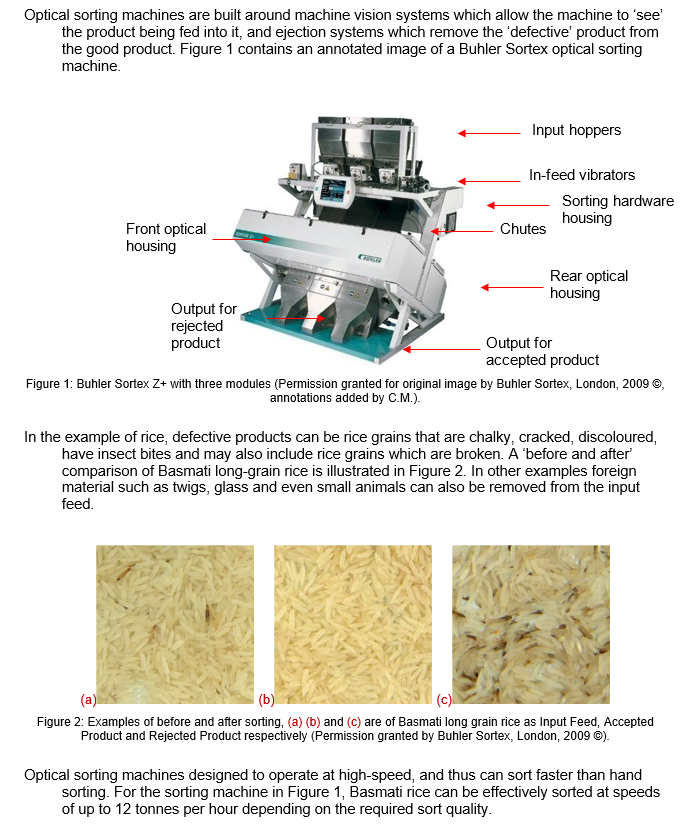 Optical sorting machines are built around machine vision systems which allow the machine to ‘see’
the product being fed into it, and ejection systems which remove the ‘defective’ product from
the good product. Figure 1 contains an annotated image of a Buhler Sortex optical sorting
machine.
Input hoppers
In-feed vibrators
Sorting hardware
housing
Chutes
Front optical
housing
Rear optical
housing
Output for
rejected
product
Output for
accepted product
SORTEX Z+
BUHLER
Figure 1: Buhler Sortex Z+ with three modules (Permission granted for original image by Buhler Sortex, London, 2009 ©,
annotations added by C.M.).
In the example of rice, defective products can be rice grains that are chalky, cracked, discoloured,
have insect bites and may also include rice grains which are broken. A ‘before and after’
comparison of Basmati long-grain rice is illustrated in Figure 2. In other examples foreign
material such as twigs, glass and even small animals can also be removed from the input
feed.
(a)
(b)
(c)
Figure 2: Examples of before and after sorting, (a) (b) and (c) are of Basmati long grain rice as Input Feed, Accepted
Product and Rejected Product respectively (Permission granted by Buhler Sortex, London, 2009 ©).
Optical sorting machines designed to operate at high-speed, and thus can sort faster than hand
sorting. For the sorting machine in Figure 1, Basmati rice can be effectively sorted at speeds
of up to 12 tonnes per hour depending on the required sort quality.